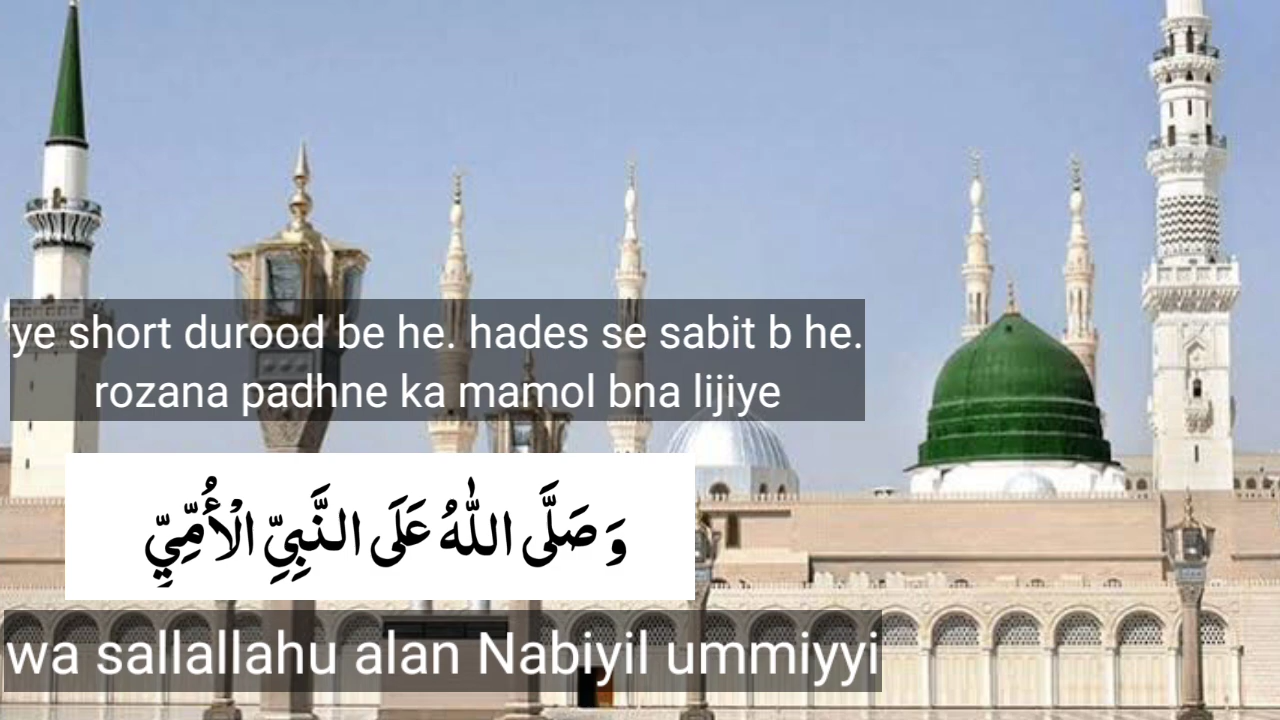 ye short durood be he. hades se sabit b he.
rozana padhne ka mamol bna lijiye
وَ صَلَّى اللّٰهُ عَلَى النَّبِيِّ الْأُمِّيِّ
wa sallallahu alan Nabiyil ummiyyi